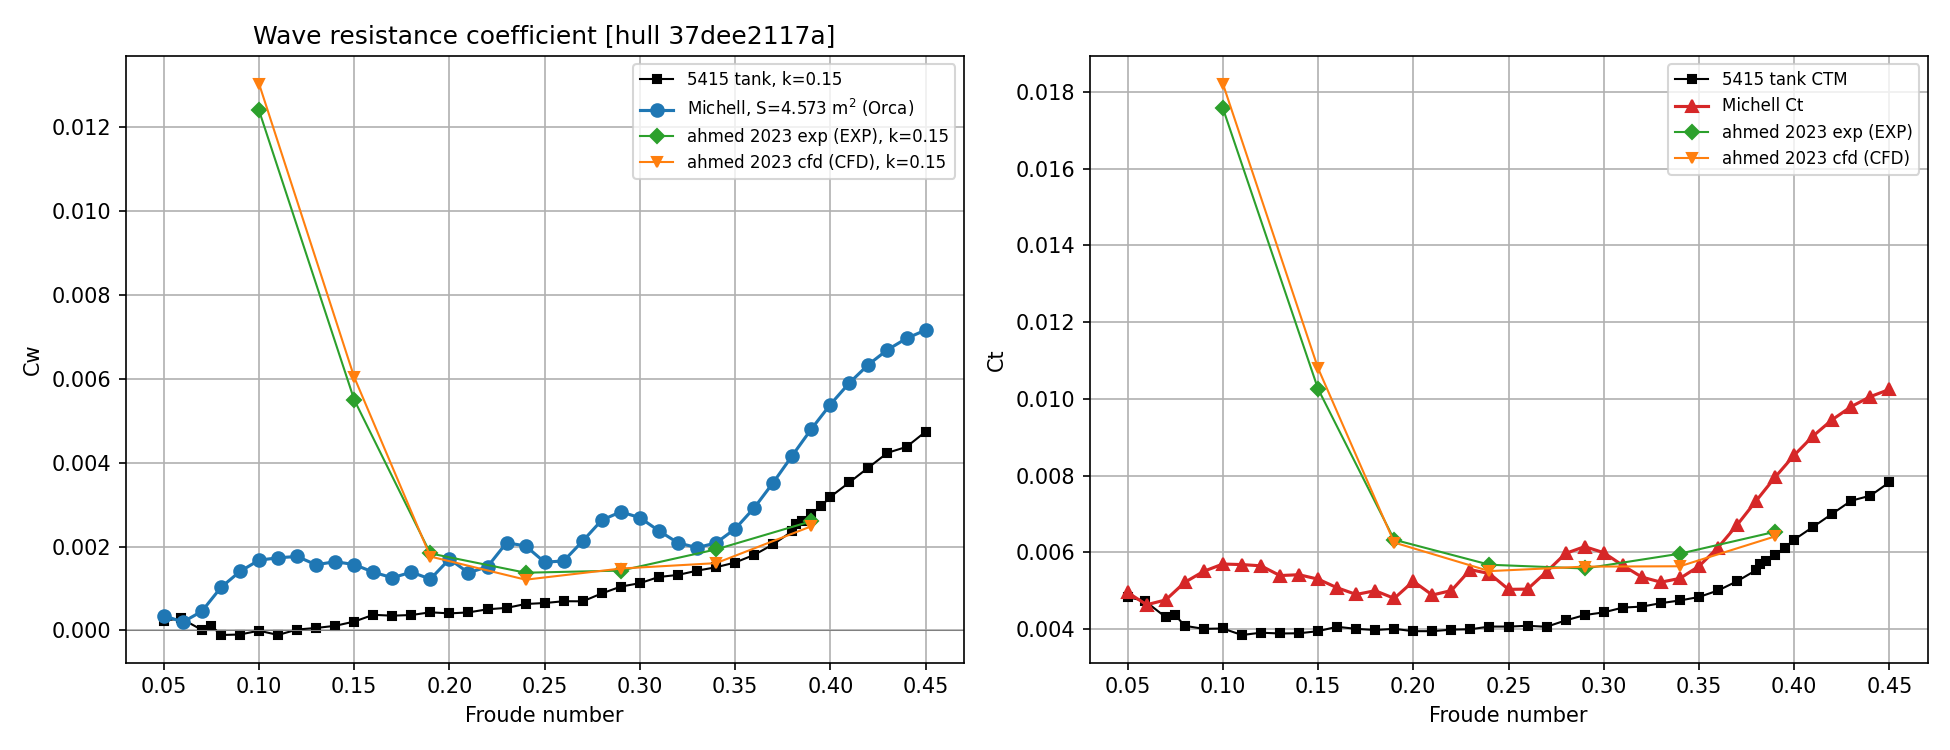 Wave resistance coefficient [hull 37dee2117a]
Cw
0.012
0.010
0.008
0.006
0.004
0.002
0.000
5415 tank, k=0.15
Michell, S=4.573 m² (Orca)
ahmed 2023 exp (EXP), k=0.15
ahmed 2023 cfd (CFD), k=0.15
0.05 0.10 0.15 0.20 0.25 0.30 0.35 0.40 0.45
Froude number
Ct
0.018
0.016
0.014
0.012
0.010
0.008
0.006
0.004
5415 tank CTM
Michell Ct
ahmed 2023 exp (EXP)
ahmed 2023 cfd (CFD)
0.05 0.10 0.15 0.20 0.25 0.30 0.35 0.40 0.45
Froude number